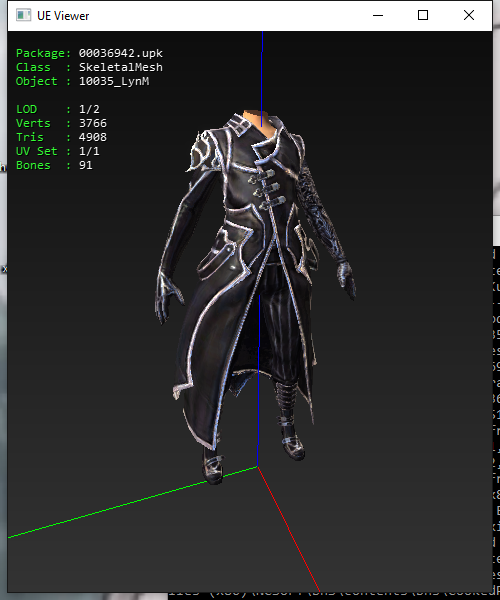 UE Viewer
Package: 00036942.upk
Class : SkeletalMesh
Object : 10035_LynM
LOD : 1/2
Verts : 3766
Tris : 4908
UV Set : 1/1
Bones : 91